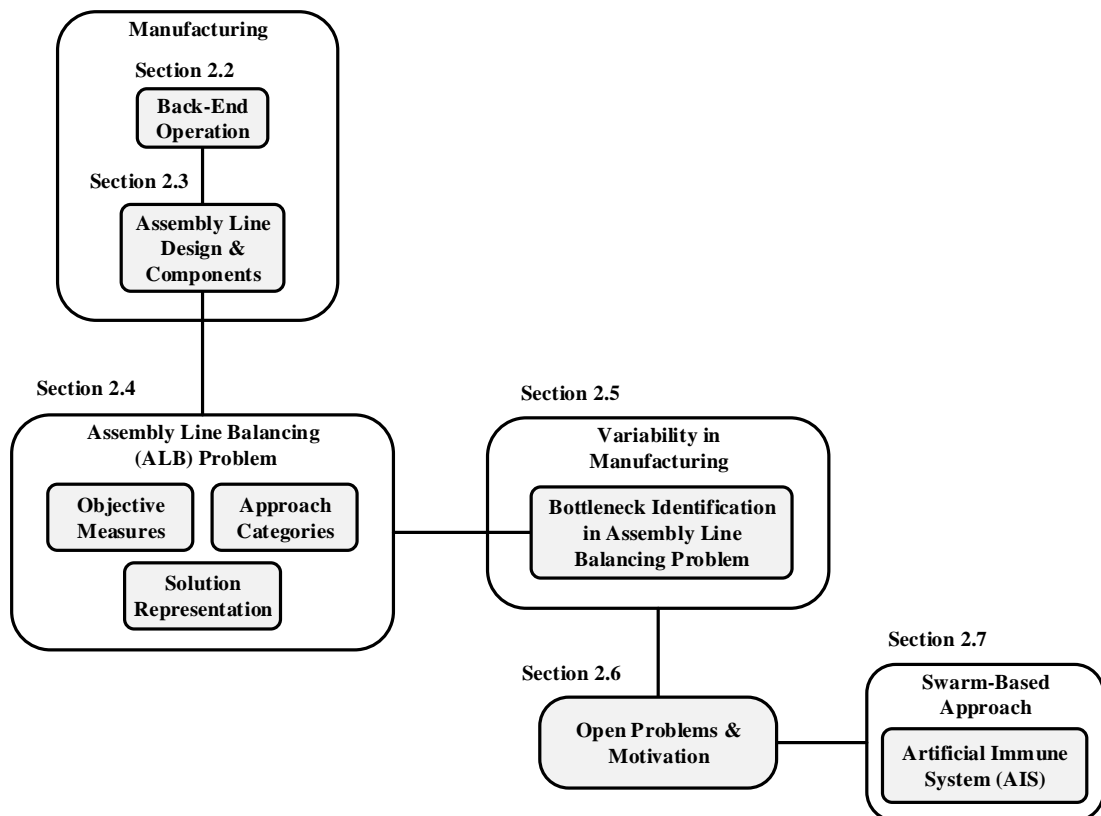 Manufacturing
Section 2.2
Back-End
Operation
Section 2.3
Assembly Line
Design &
Components
Section 2.4
Assembly Line Balancing
(ALB) Problem
Objective
Measures
Approach
Categories
Solution
Representation
Section 2.5
Variability in
Manufacturing
Bottleneck Identification
in Assembly Line
Balancing Problem
Section 2.6
Open Problems &
Motivation
Section 2.7
Swarm-Based
Approach
Artificial Immune
System (AIS)